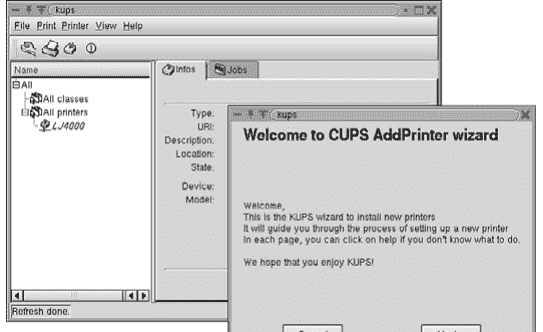 kups
File Print Printer View Help
Name
Infos
Jobs
All
All classes
All printers
LJ4000
Type:
URI:
Description:
Location:
State:
Device:
Model:
Refresh done.
kups
Welcome to CUPS AddPrinter wizard
Welcome,
This is the KUPS wizard to install new printers
It will guide you through the process of setting up a new printer
In each page, you can click on help if you don't know what to do.
We hope that you enjoy KUPS!